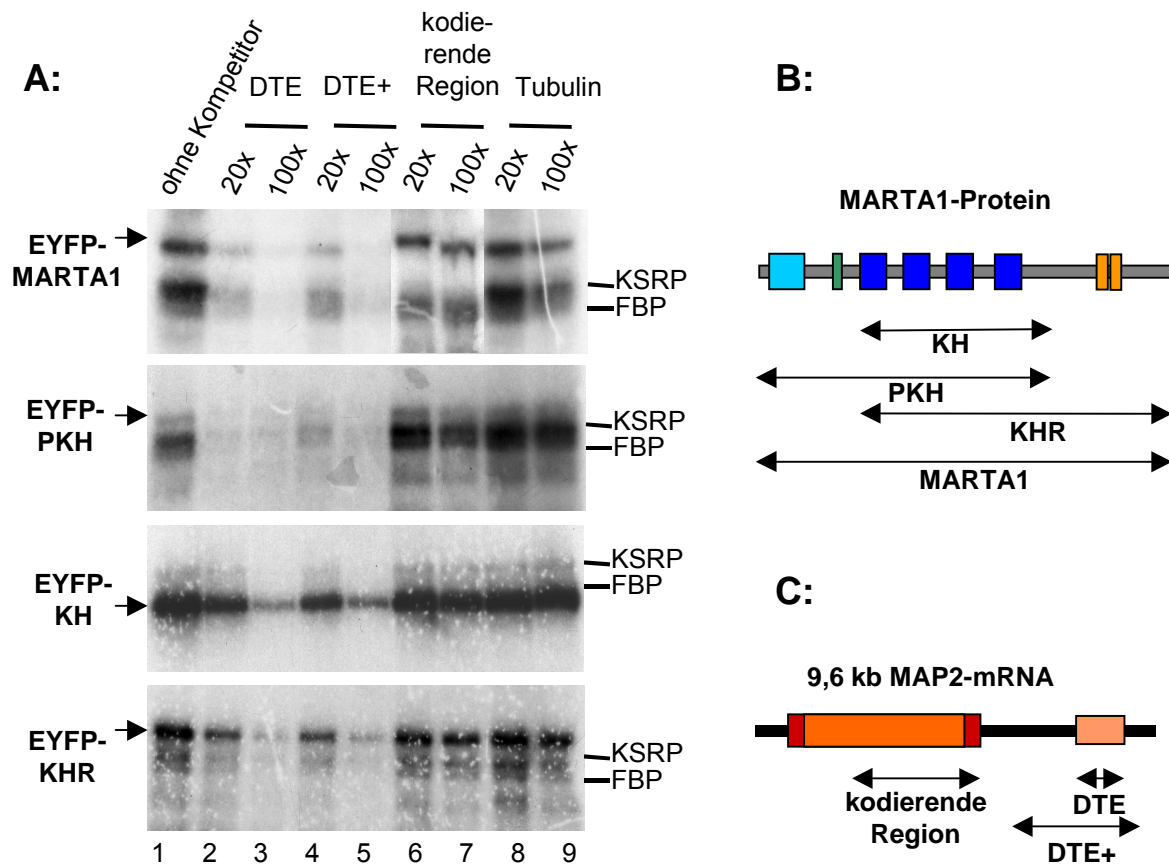 A:
ohne Kompetitor
DTE
DTE+
kodie-
rende
Region
Tubulin
20x
100x
20x
100x
20x
100x
20x
100x
EYFP-
MARTA1
KSRP
FBP
EYFP-
PKH
KSRP
FBP
EYFP-
KH
KSRP
FBP
EYFP-
KHR
KSRP
FBP
1 2 3 4 5 6 7 8 9
B:
MARTA1-Protein
KH
PKH
KHR
MARTA1
C:
9,6 kb MAP2-mRNA
kodierende
Region
DTE
DTE+